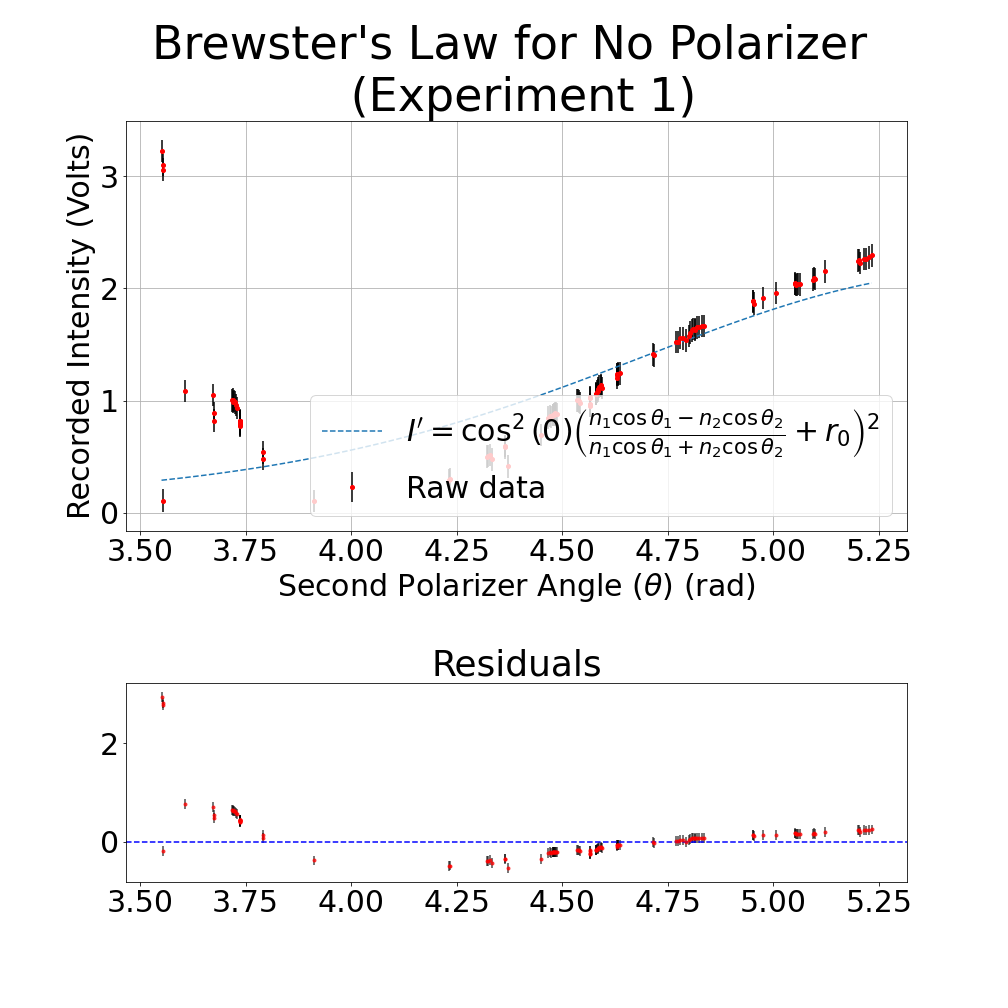 Brewster's Law for No Polarizer
(Experiment 1)
Recorded Intensity (Volts)
3
2
1
0
I' = cos² (0)(n₁cos θ₁ − n₂cos θ₂ / n₁cos θ₁ + n₂cos θ₂ + r₀)²
Raw data
3.50 3.75 4.00 4.25 4.50 4.75 5.00 5.25
Second Polarizer Angle (θ) (rad)
Residuals
2
0
3.50 3.75 4.00 4.25 4.50 4.75 5.00 5.25